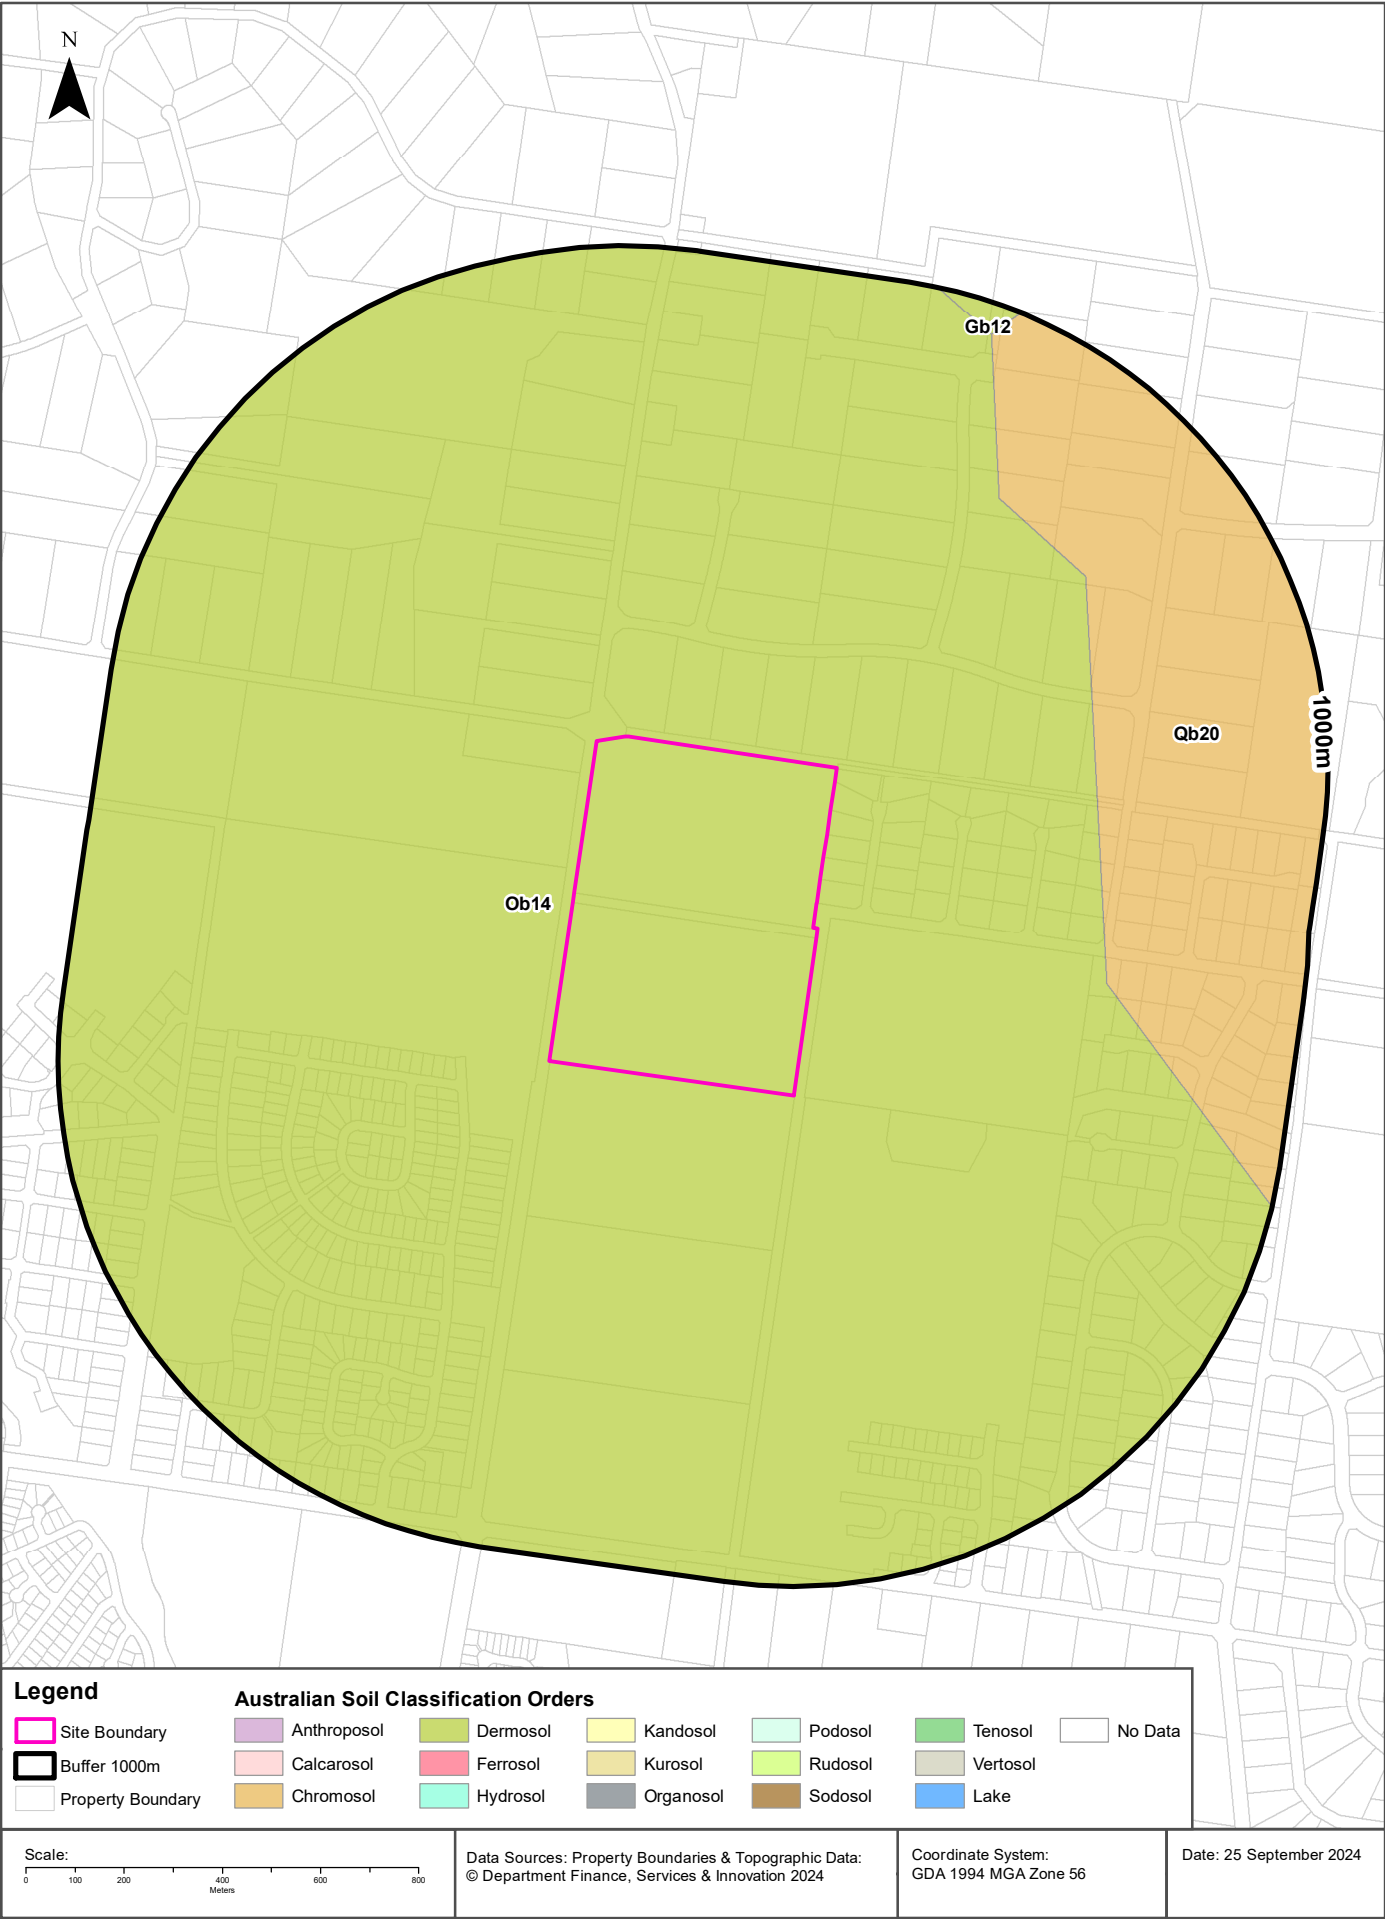 N
Gb12
Qb20
1000m
Ob14
Legend
Site Boundary
Buffer 1000m
Property Boundary
Australian Soil Classification Orders
Anthroposol
Calcarosol
Chromosol
Dermosol
Ferrosol
Hydrosol
Kandosol
Kurosol
Organosol
Podosol
Rudosol
Sodosol
Tenosol
Vertosol
Lake
No Data
Scale:
0 100 200 400 600 800
Meters
Data Sources: Property Boundaries & Topographic Data:
© Department Finance, Services & Innovation 2024
Coordinate System:
GDA 1994 MGA Zone 56
Date: 25 September 2024